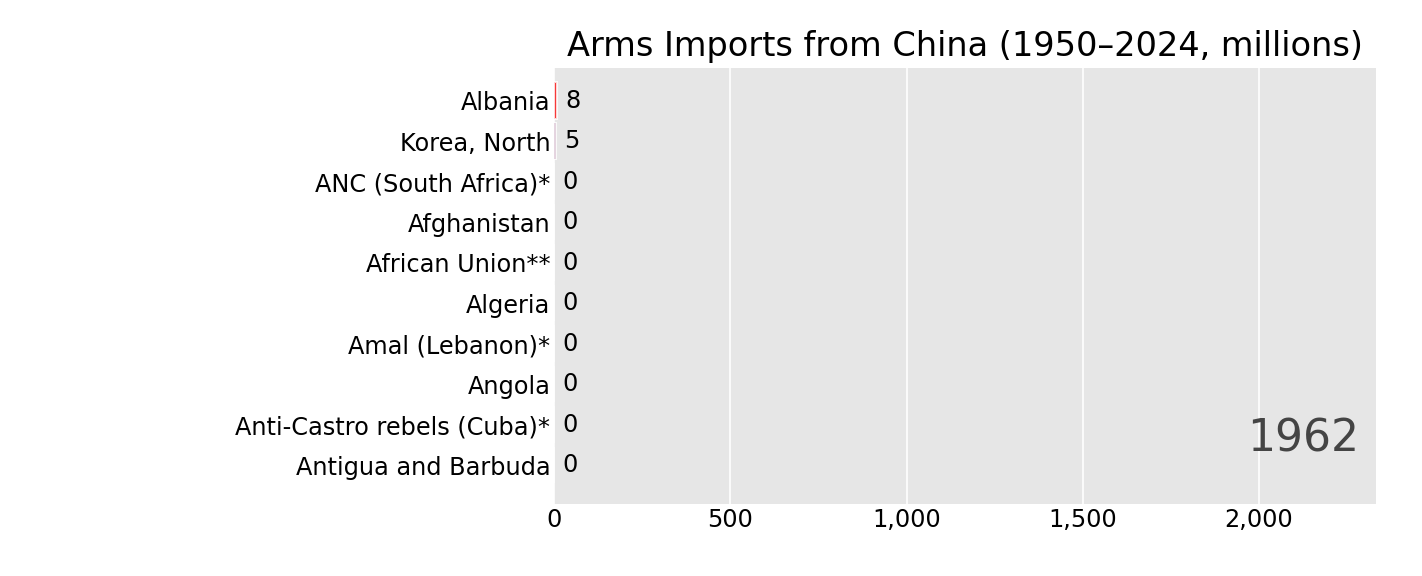 Arms Imports from China (1950–2024, millions)
Albania 8
Korea, North 5
ANC (South Africa)* 0
Afghanistan 0
African Union** 0
Algeria 0
Amal (Lebanon)* 0
Angola 0
Anti-Castro rebels (Cuba)* 0
1962
Antigua and Barbuda 0
0 500 1,000 1,500 2,000